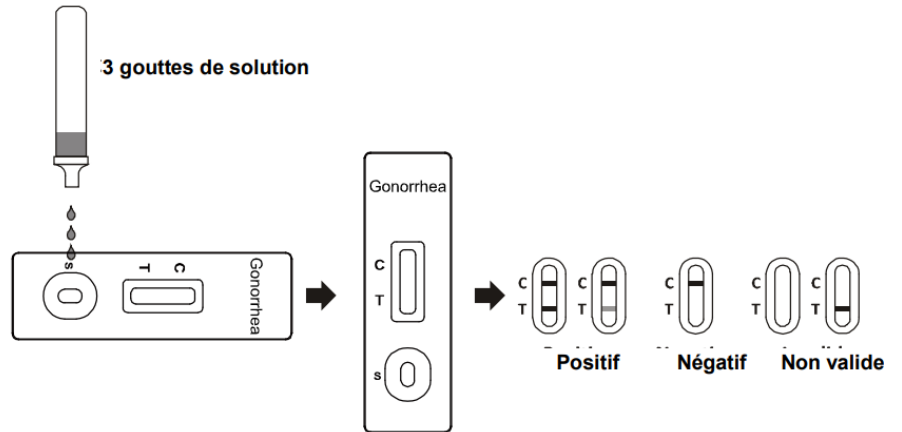 3 gouttes de solution
S
T C
Gonorrhea
Gonorrhea
C
T
S
C C C C
T T T T
Positif Négatif Non valide